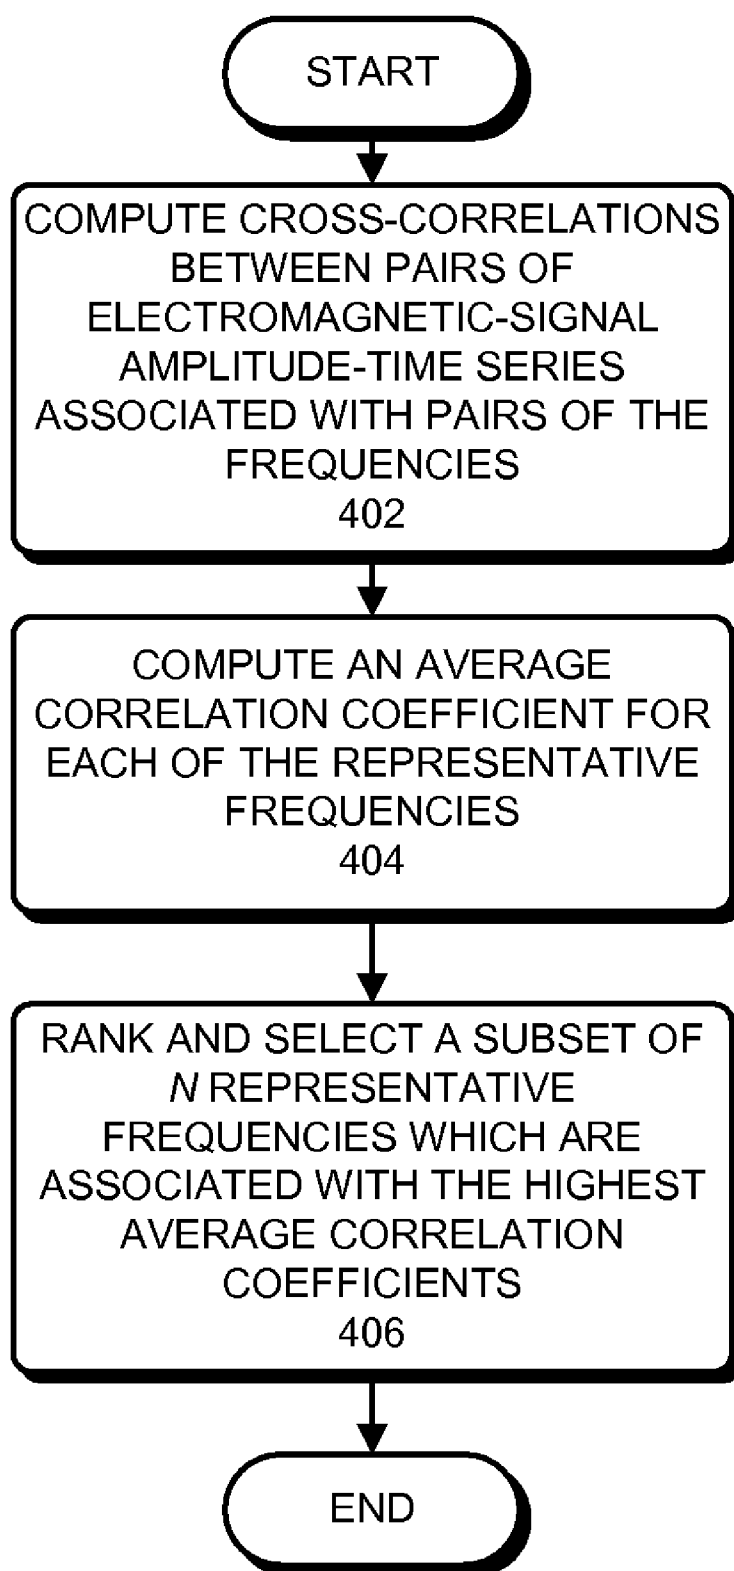 START
COMPUTE CROSS-CORRELATIONS
BETWEEN PAIRS OF
ELECTROMAGNETIC-SIGNAL
AMPLITUDE-TIME SERIES
ASSOCIATED WITH PAIRS OF THE
FREQUENCIES
402
COMPUTE AN AVERAGE
CORRELATION COEFFICIENT FOR
EACH OF THE REPRESENTATIVE
FREQUENCIES
404
RANK AND SELECT A SUBSET OF
N REPRESENTATIVE
FREQUENCIES WHICH ARE
ASSOCIATED WITH THE HIGHEST
AVERAGE CORRELATION
COEFFICIENTS
406
END